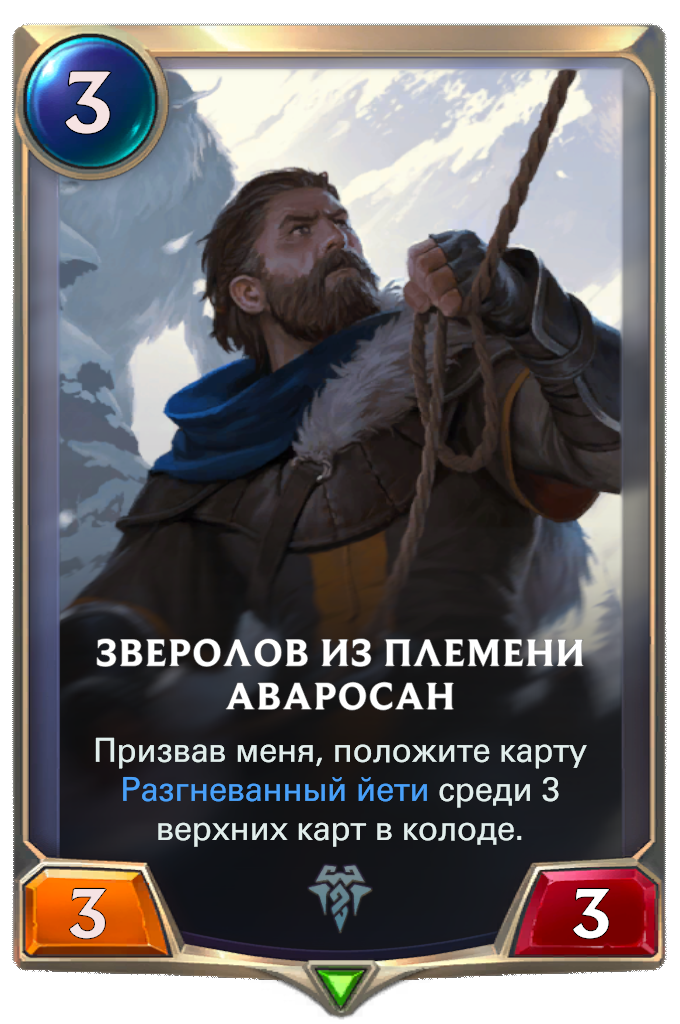 3
ЗВЕРОЛОВ ИЗ ПЛЕМЕНИ
АВАРОСАН
Призвав меня, положите карту
Разгневанный йети среди 3
верхних карт в колоде.
3
3